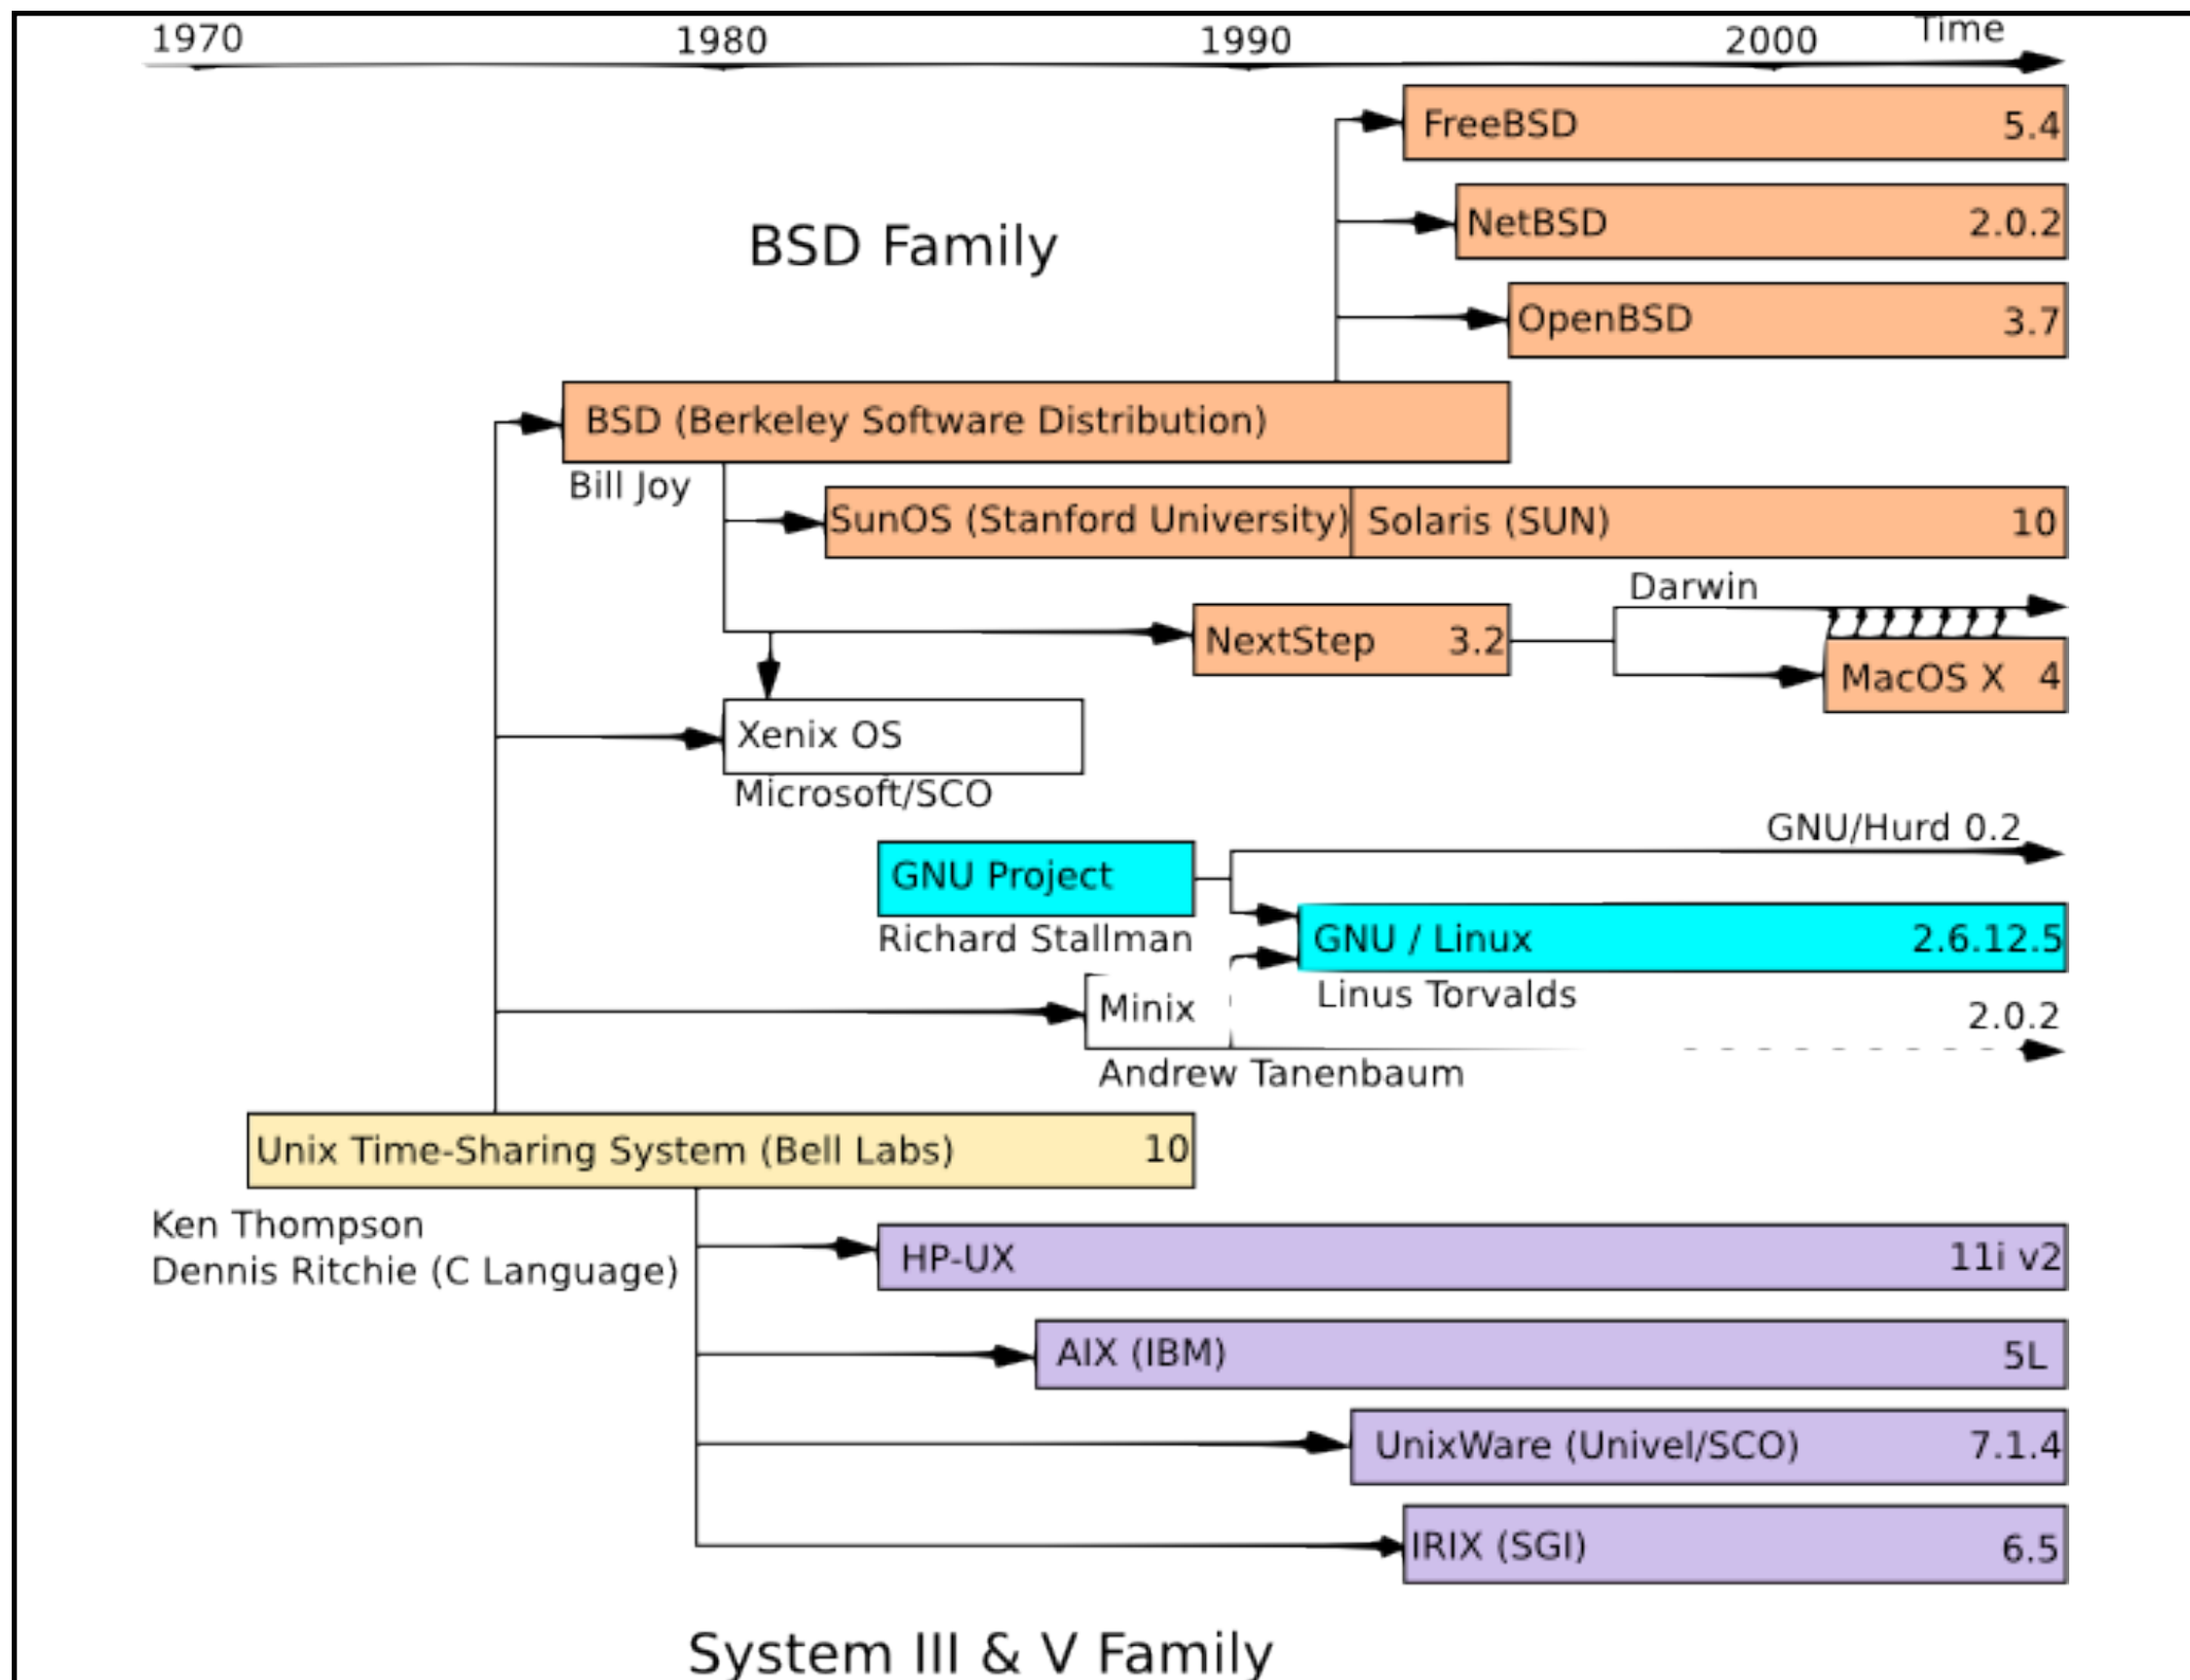 1970 1980 1990 2000 Time
FreeBSD 5.4
NetBSD 2.0.2
BSD Family
OpenBSD 3.7
BSD (Berkeley Software Distribution)
Bill Joy
SunOS (Stanford University) Solaris (SUN) 10
Darwin
NextStep 3.2
MacOS X 4
Xenix OS
Microsoft/SCO
GNU/Hurd 0.2
GNU Project
Richard Stallman
GNU / Linux 2.6.12.5
Linus Torvalds
Minix 2.0.2
Andrew Tanenbaum
Unix Time-Sharing System (Bell Labs) 10
Ken Thompson
Dennis Ritchie (C Language)
HP-UX 11i v2
AIX (IBM) 5L
UnixWare (Univel/SCO) 7.1.4
IRIX (SGI) 6.5
System III & V Family